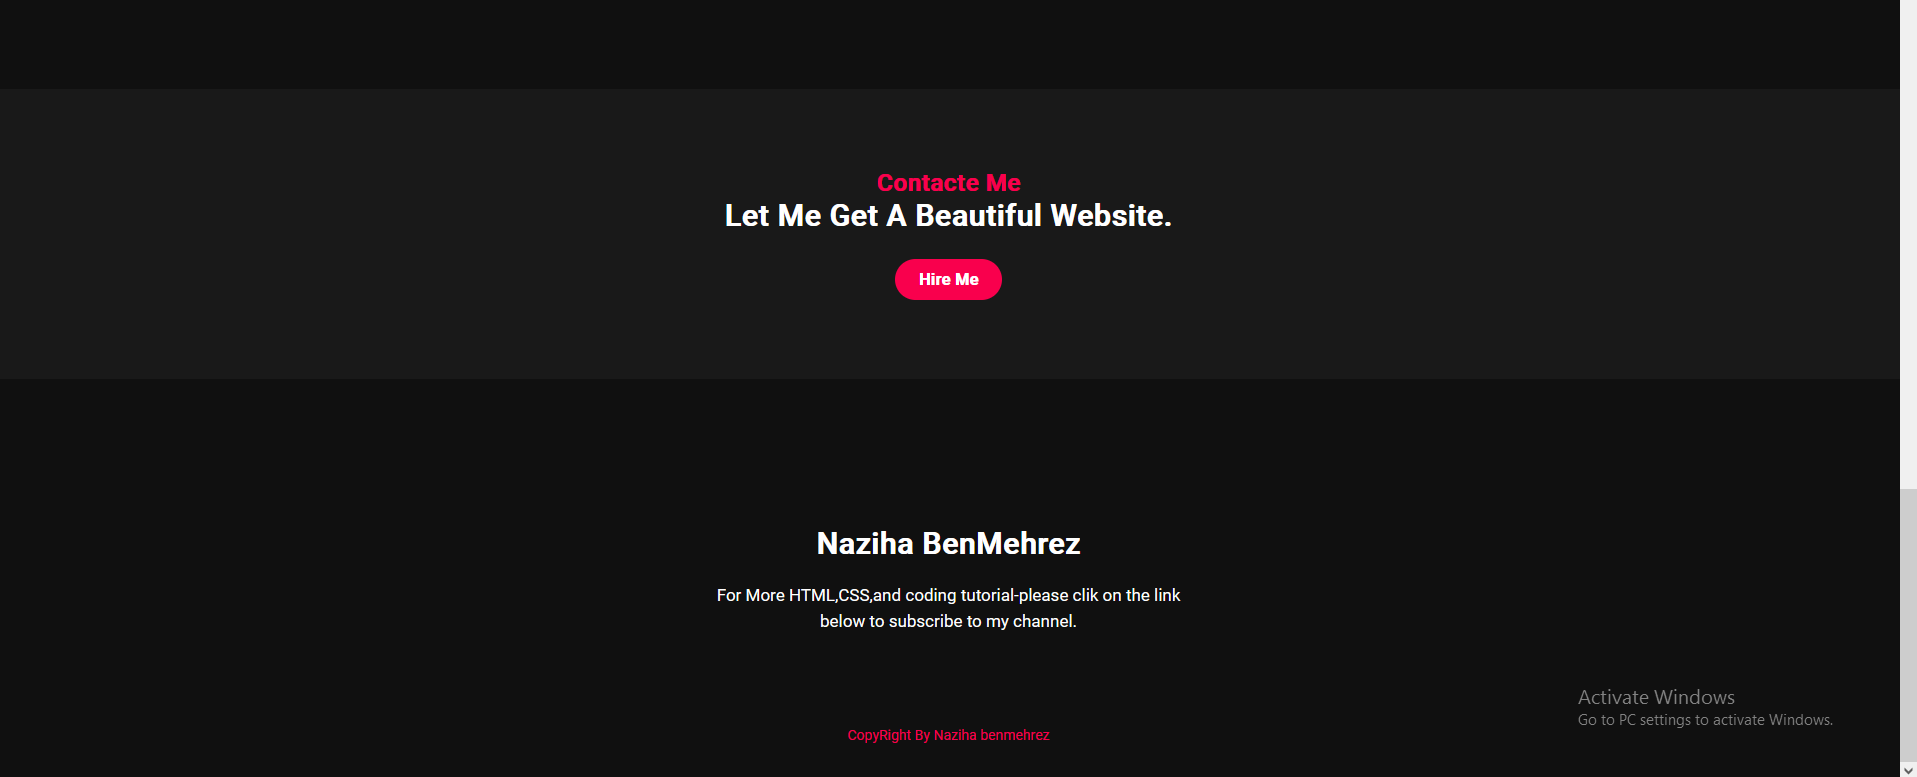 Contacte Me
Let Me Get A Beautiful Website.
Hire Me
Naziha BenMehrez
For More HTML,CSS,and coding tutorial-please clik on the link
below to subscribe to my channel.
Activate Windows
Go to PC settings to activate Windows.
CopyRight By Naziha benmehrez